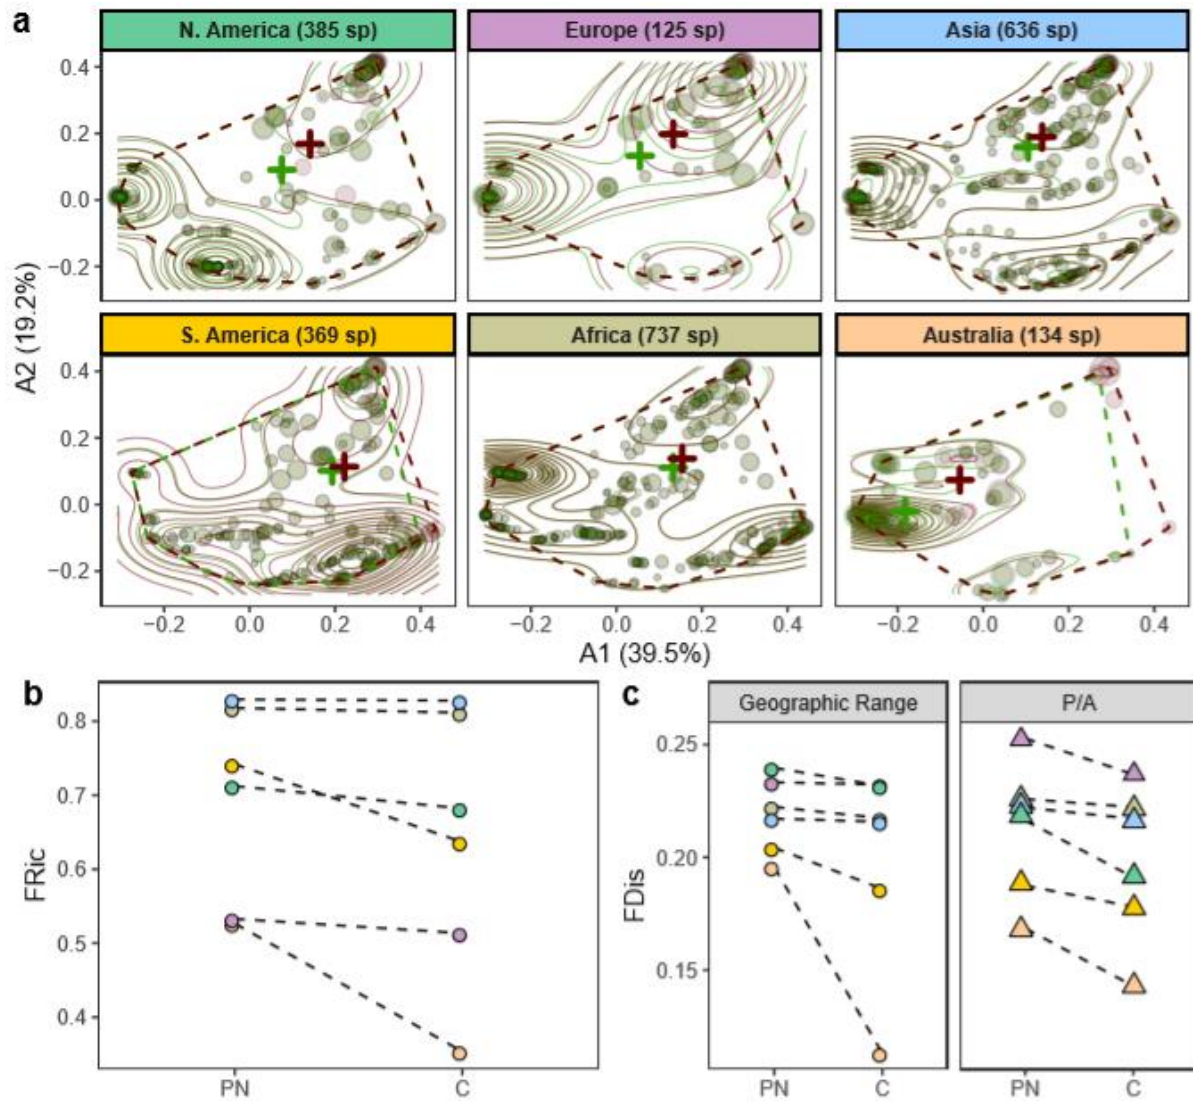 a
N. America (385 sp)
Europe (125 sp)
Asia (636 sp)
0.4
0.2
0.0
−0.2
A2 (19.2%)
S. America (369 sp)
Africa (737 sp)
Australia (134 sp)
0.4
0.2
0.0
−0.2
−0.2 0.0 0.2 0.4
−0.2 0.0 0.2 0.4
−0.2 0.0 0.2 0.4
A1 (39.5%)
b
0.8
0.7
0.6
0.5
0.4
FRic
PN C
c
Geographic Range
P/A
0.25
0.20
0.15
FDis
PN C
PN C